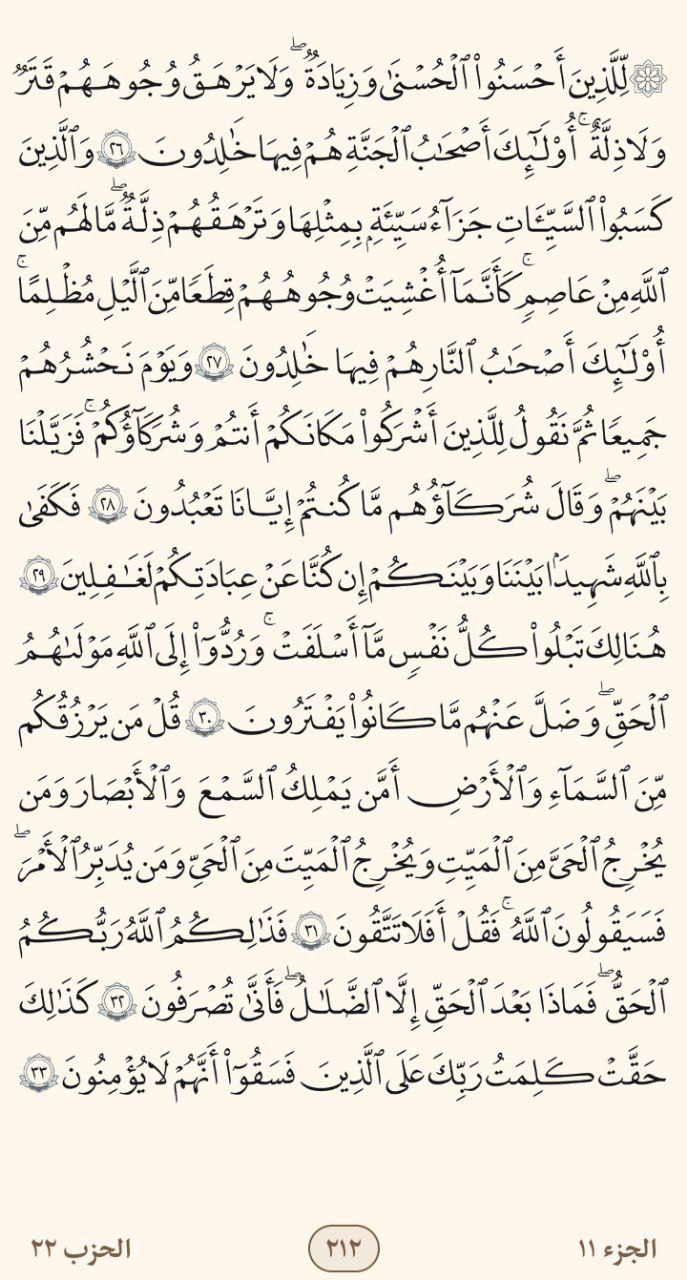 ۞ لِّلَّذِينَ أَحْسَنُوا۟ ٱلْحُسْنَىٰ وَزِيَادَةٌ ۖ وَلَا يَرْهَقُ وُجُوهَهُمْ قَتَرٌ
وَلَا ذِلَّةٌ ۚ أُو۟لَـٰٓئِكَ أَصْحَـٰبُ ٱلْجَنَّةِ هُمْ فِيهَا خَـٰلِدُونَ ٢٦ وَٱلَّذِينَ
كَسَبُوا۟ ٱلسَّيِّـَٔاتِ جَزَآءُ سَيِّئَةٍۭ بِمِثْلِهَا وَتَرْهَقُهُمْ ذِلَّةٌ ۖ مَّا لَهُم مِّنَ
ٱللَّهِ مِنْ عَاصِمٍ ۖ كَأَنَّمَآ أُغْشِيَتْ وُجُوهُهُمْ قِطَعًا مِّنَ ٱلَّيْلِ مُظْلِمًا ۚ
أُو۟لَـٰٓئِكَ أَصْحَـٰبُ ٱلنَّارِ هُمْ فِيهَا خَـٰلِدُونَ ٢٧ وَيَوْمَ نَحْشُرُهُمْ
جَمِيعًا ثُمَّ نَقُولُ لِلَّذِينَ أَشْرَكُوا۟ مَكَانَكُمْ أَنتُمْ وَشُرَكَآؤُكُمْ ۚ فَزَيَّلْنَا
بَيْنَهُمْ ۖ وَقَالَ شُرَكَآؤُهُم مَّا كُنتُمْ إِيَّانَا تَعْبُدُونَ ٢٨ فَكَفَىٰ
بِٱللَّهِ شَهِيدًۢا بَيْنَنَا وَبَيْنَكُمْ إِن كُنَّا عَنْ عِبَادَتِكُمْ لَغَـٰفِلِينَ ٢٩
هُنَالِكَ تَبْلُوا۟ كُلُّ نَفْسٍ مَّآ أَسْلَفَتْ ۚ وَرُدُّوٓا۟ إِلَى ٱللَّهِ مَوْلَىٰهُمُ
ٱلْحَقِّ ۖ وَضَلَّ عَنْهُم مَّا كَانُوا۟ يَفْتَرُونَ ٣٠ قُلْ مَن يَرْزُقُكُم
مِّنَ ٱلسَّمَآءِ وَٱلْأَرْضِ أَمَّن يَمْلِكُ ٱلسَّمْعَ وَٱلْأَبْصَـٰرَ وَمَن
يُخْرِجُ ٱلْحَىَّ مِنَ ٱلْمَيِّتِ وَيُخْرِجُ ٱلْمَيِّتَ مِنَ ٱلْحَىِّ وَمَن يُدَبِّرُ ٱلْأَمْرَ ۚ
فَسَيَقُولُونَ ٱللَّهُ ۚ فَقُلْ أَفَلَا تَتَّقُونَ ٣١ فَذَٰلِكُمُ ٱللَّهُ رَبُّكُمُ
ٱلْحَقُّ ۖ فَمَاذَا بَعْدَ ٱلْحَقِّ إِلَّا ٱلضَّلَـٰلُ ۖ فَأَنَّىٰ تُصْرَفُونَ ٣٢ كَذَٰلِكَ
حَقَّتْ كَلِمَتُ رَبِّكَ عَلَى ٱلَّذِينَ فَسَقُوٓا۟ أَنَّهُمْ لَا يُؤْمِنُونَ ٣٣
الجزء ١١ ٢١٢ الحزب ٢٢